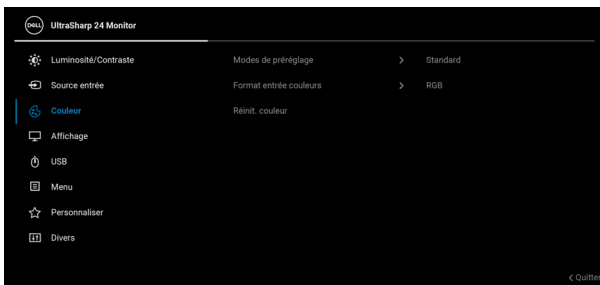 DELL UltraSharp 24 Monitor
Luminosité/Contraste Modes de préréglage > Standard
Source entrée Format entrée couleurs > RGB
Couleur Réinit. couleur
Affichage
USB
Menu
Personnaliser
Divers
< Quitter